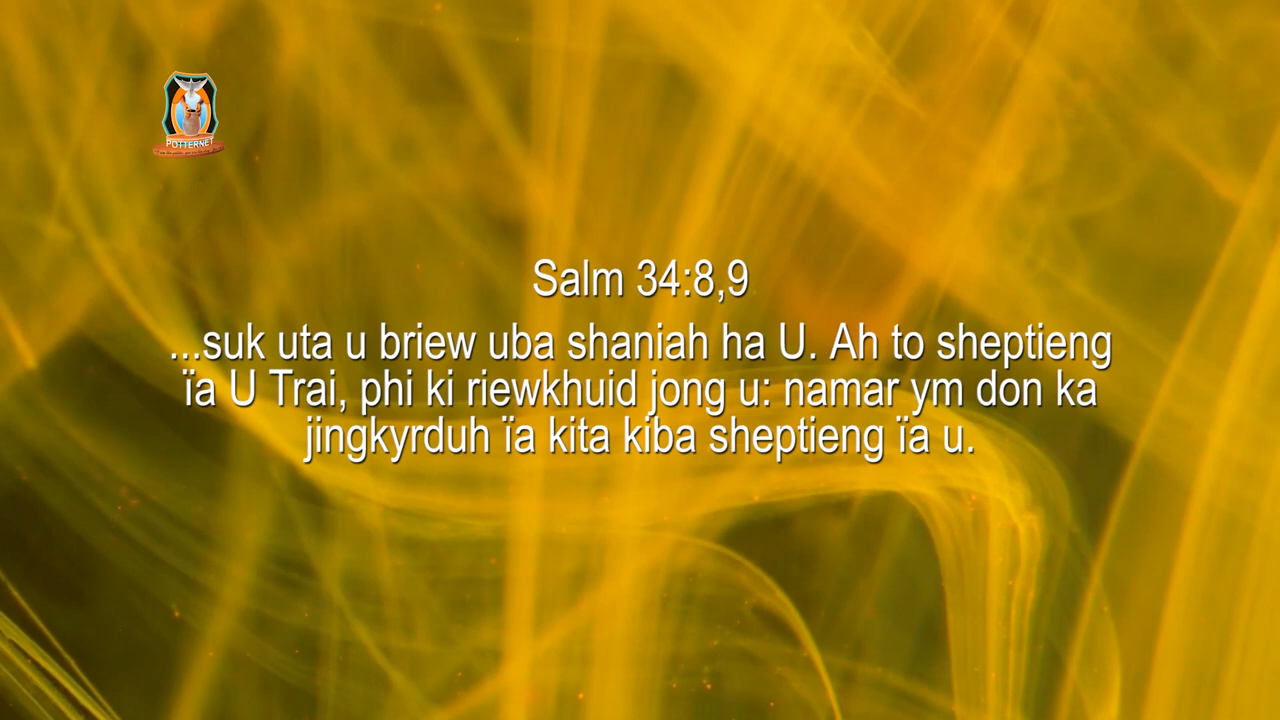 POTTERNET
Salm 34:8,9
...suk uta u briew uba shaniah ha U. Ah to sheptieng
ïa U Trai, phi ki riewkhuid jong u: namar ym don ka
jingkyrduh ïa kita kiba sheptieng ïa u.